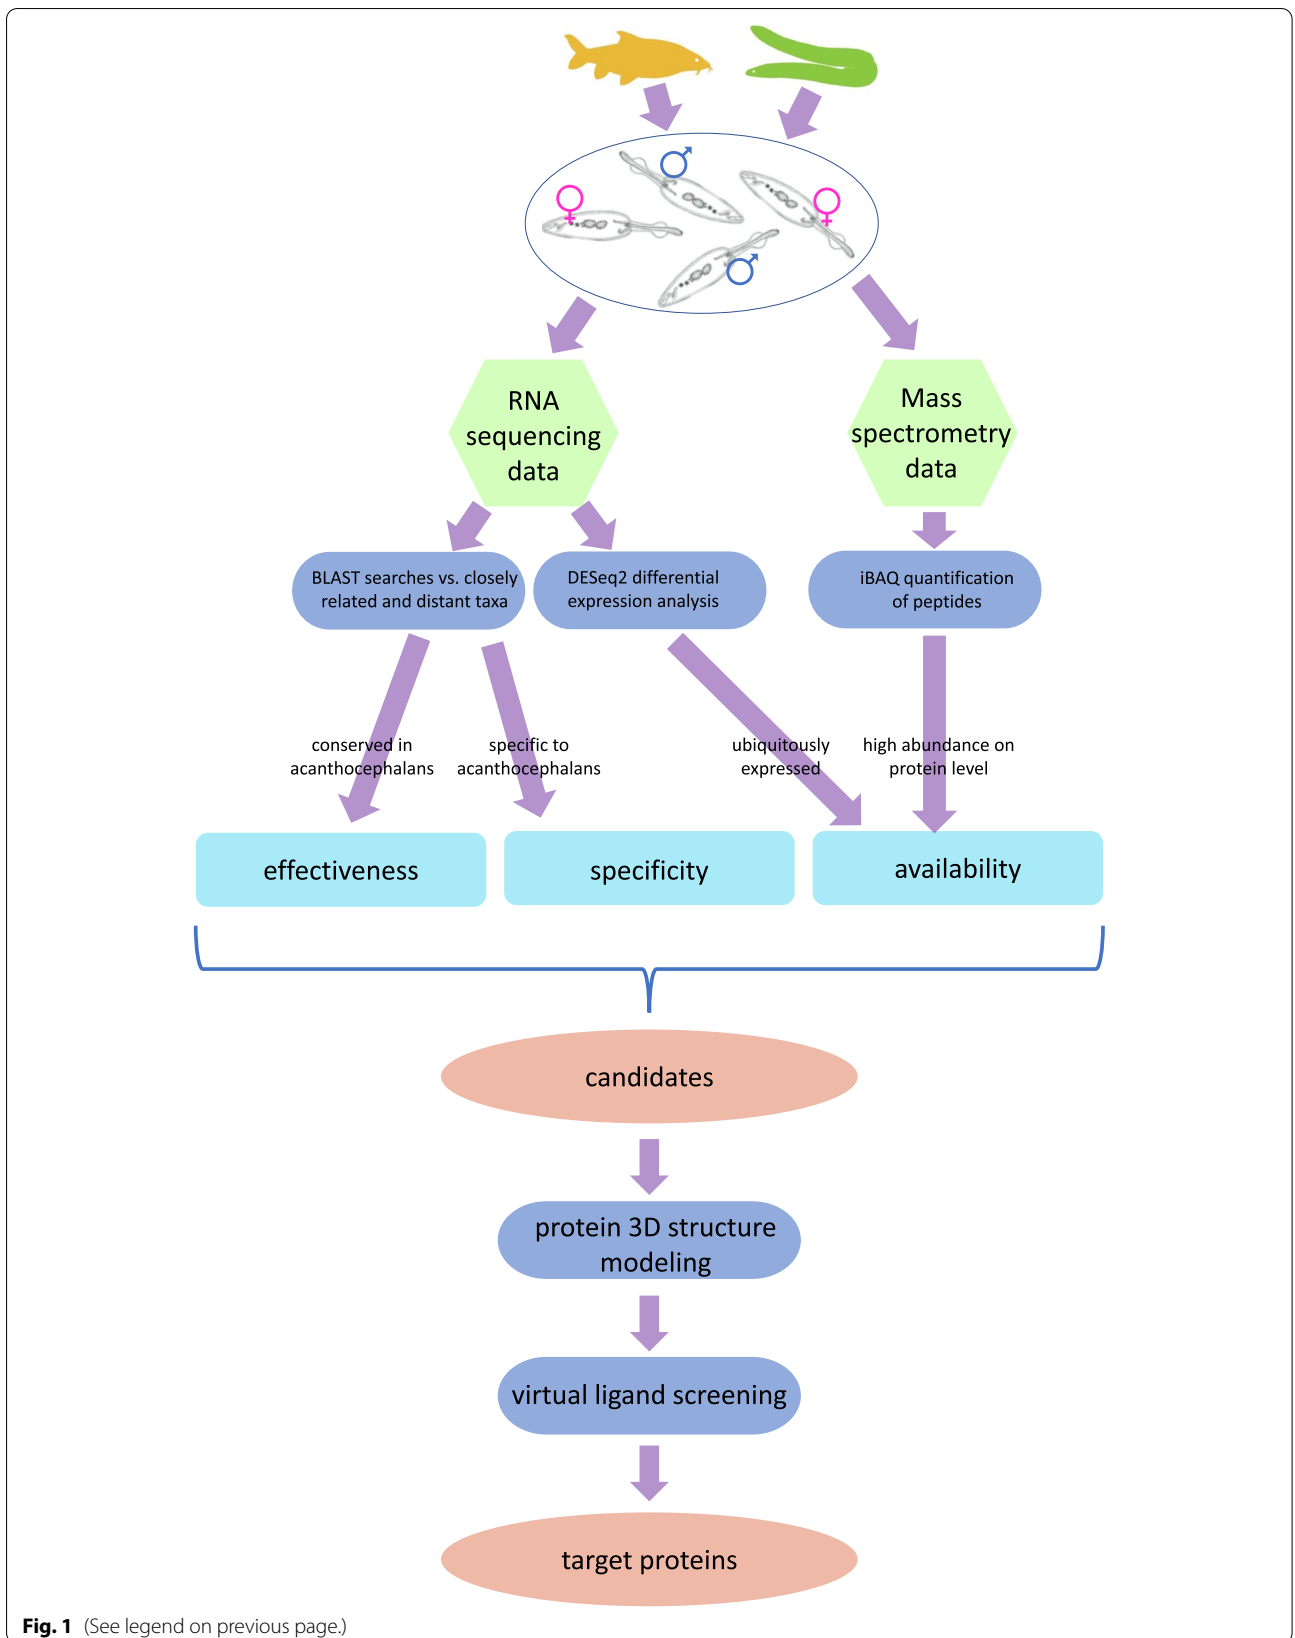 RNA
sequencing
data
Mass
spectrometry
data
BLAST searches vs. closely
related and distant taxa
DESeq2 differential
expression analysis
iBAQ quantification
of peptides
conserved in
acanthocephalans
specific to
acanthocephalans
ubiquitously
expressed
high abundance on
protein level
effectiveness
specificity
availability
candidates
protein 3D structure
modeling
virtual ligand screening
target proteins
Fig. 1 (See legend on previous page.)